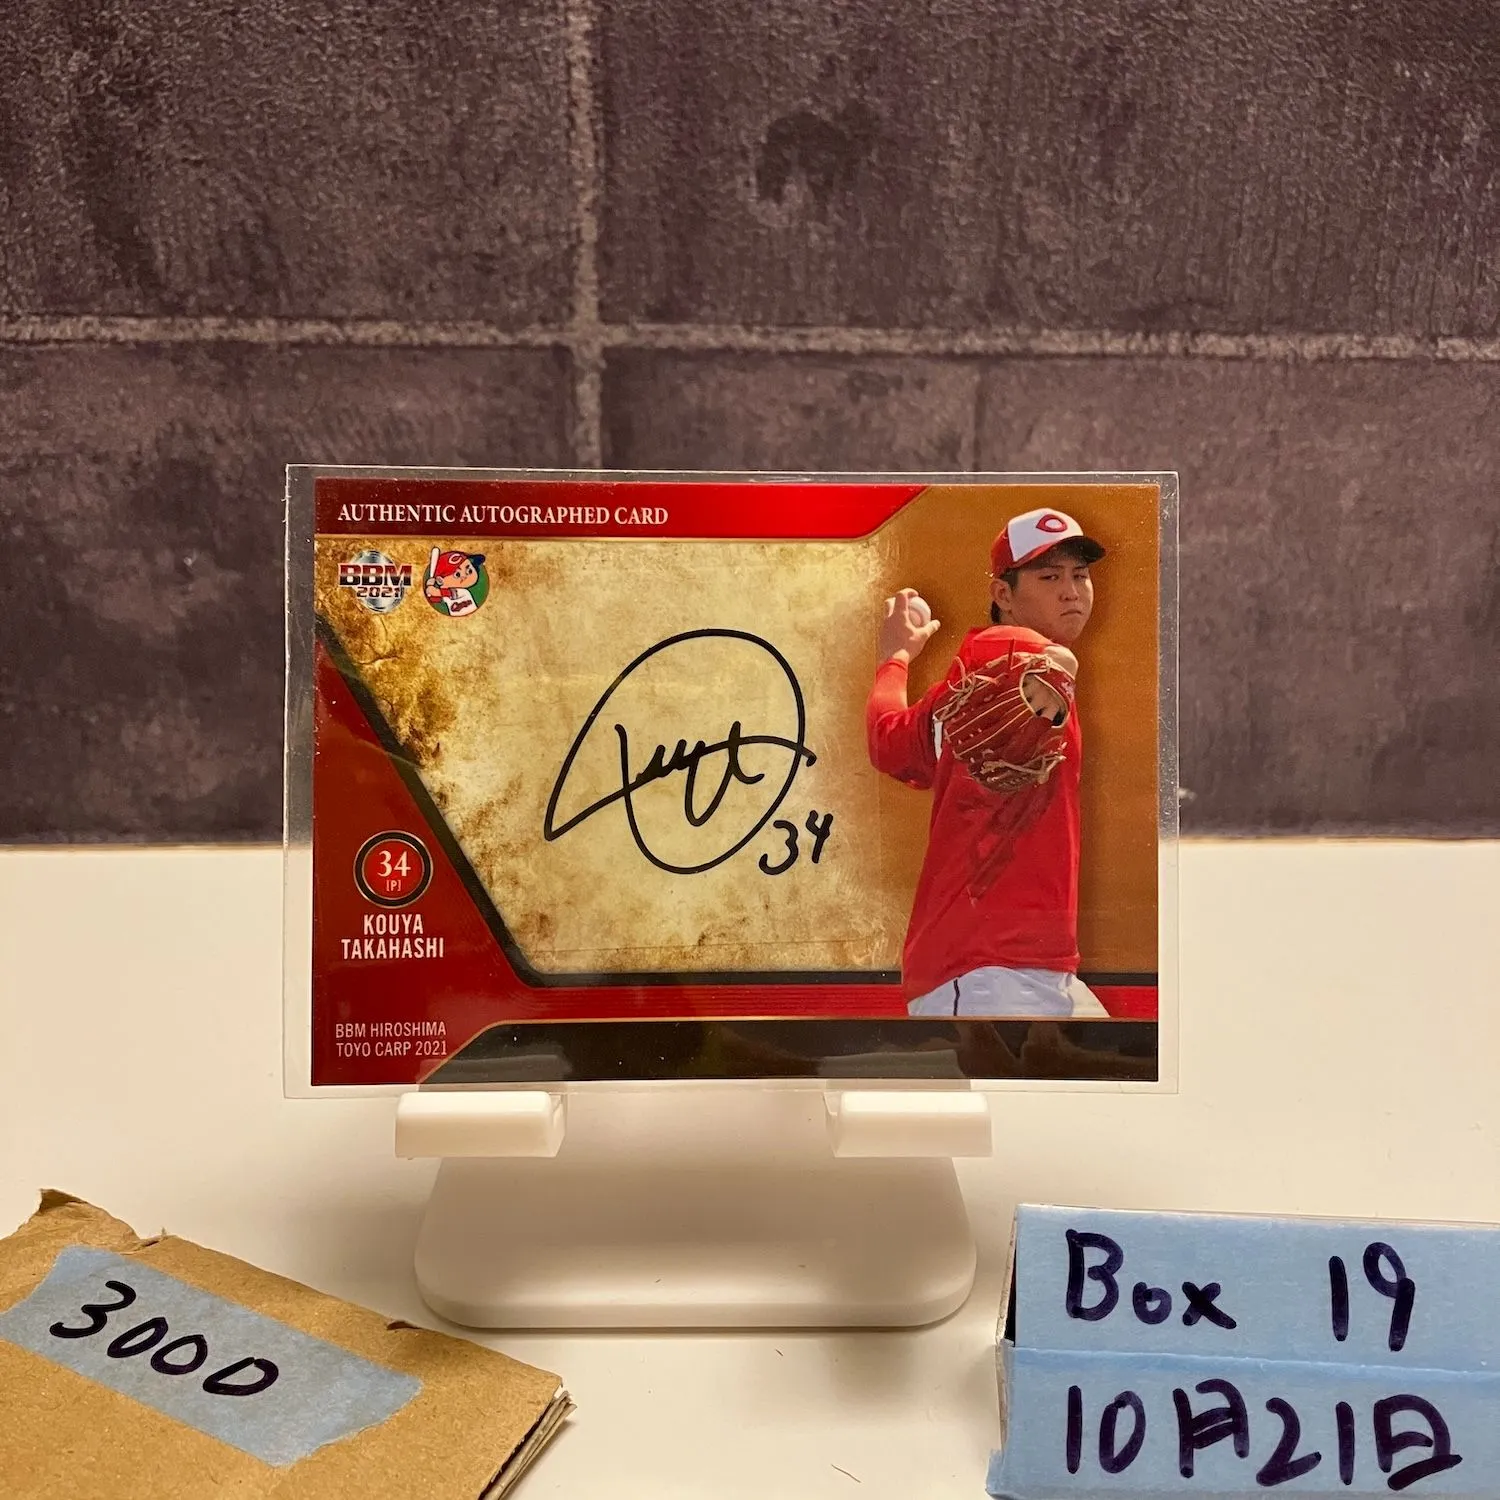 AUTHENTIC AUTOGRAPHED CARD
BBM
2021
34
34
[P]
KOUYA
TAKAHASHI
BBM HIROSHIMA
TOYO CARP 2021
3000
Box 19
10月21日